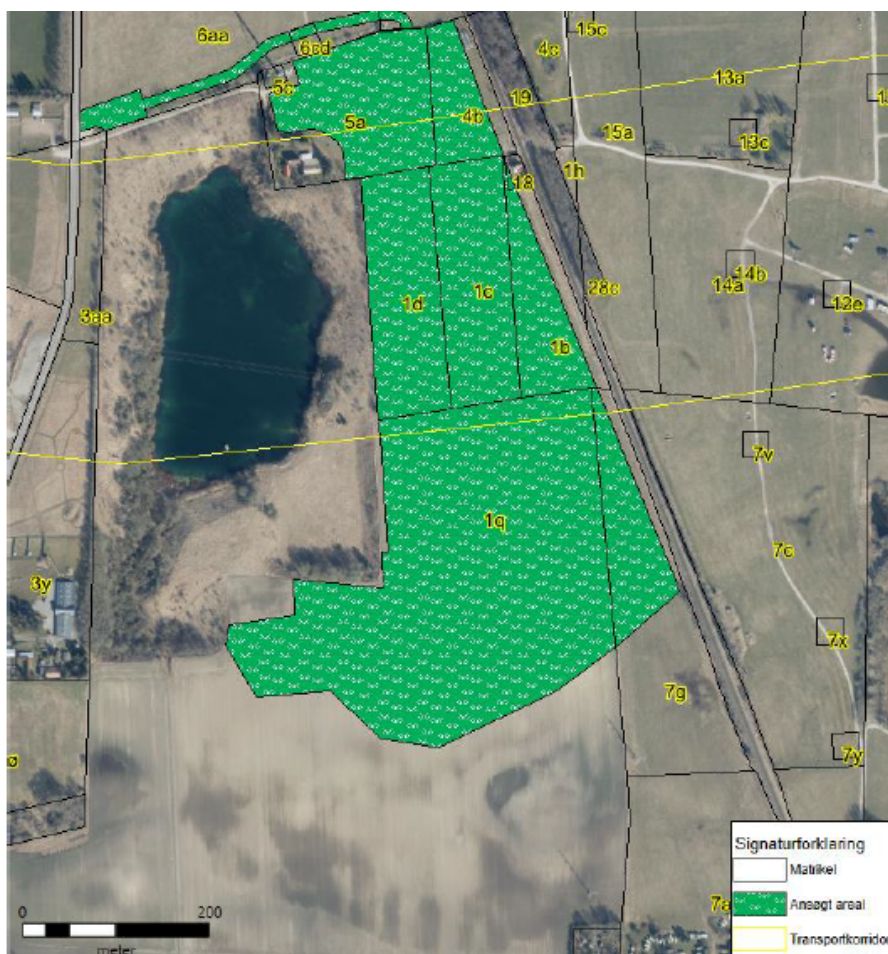 6aa
6cd
15c
4c
13a
5c
19
5a
4b
15a
13c
18
1h
14b
28c
14a
12e
1d
1c
3aa
1b
7v
1q
7c
3y
7x
7g
7y
ø
Signaturforklaring
Matrikel
7a
Ansøgt areal
Transportkorridor
0 200
meter